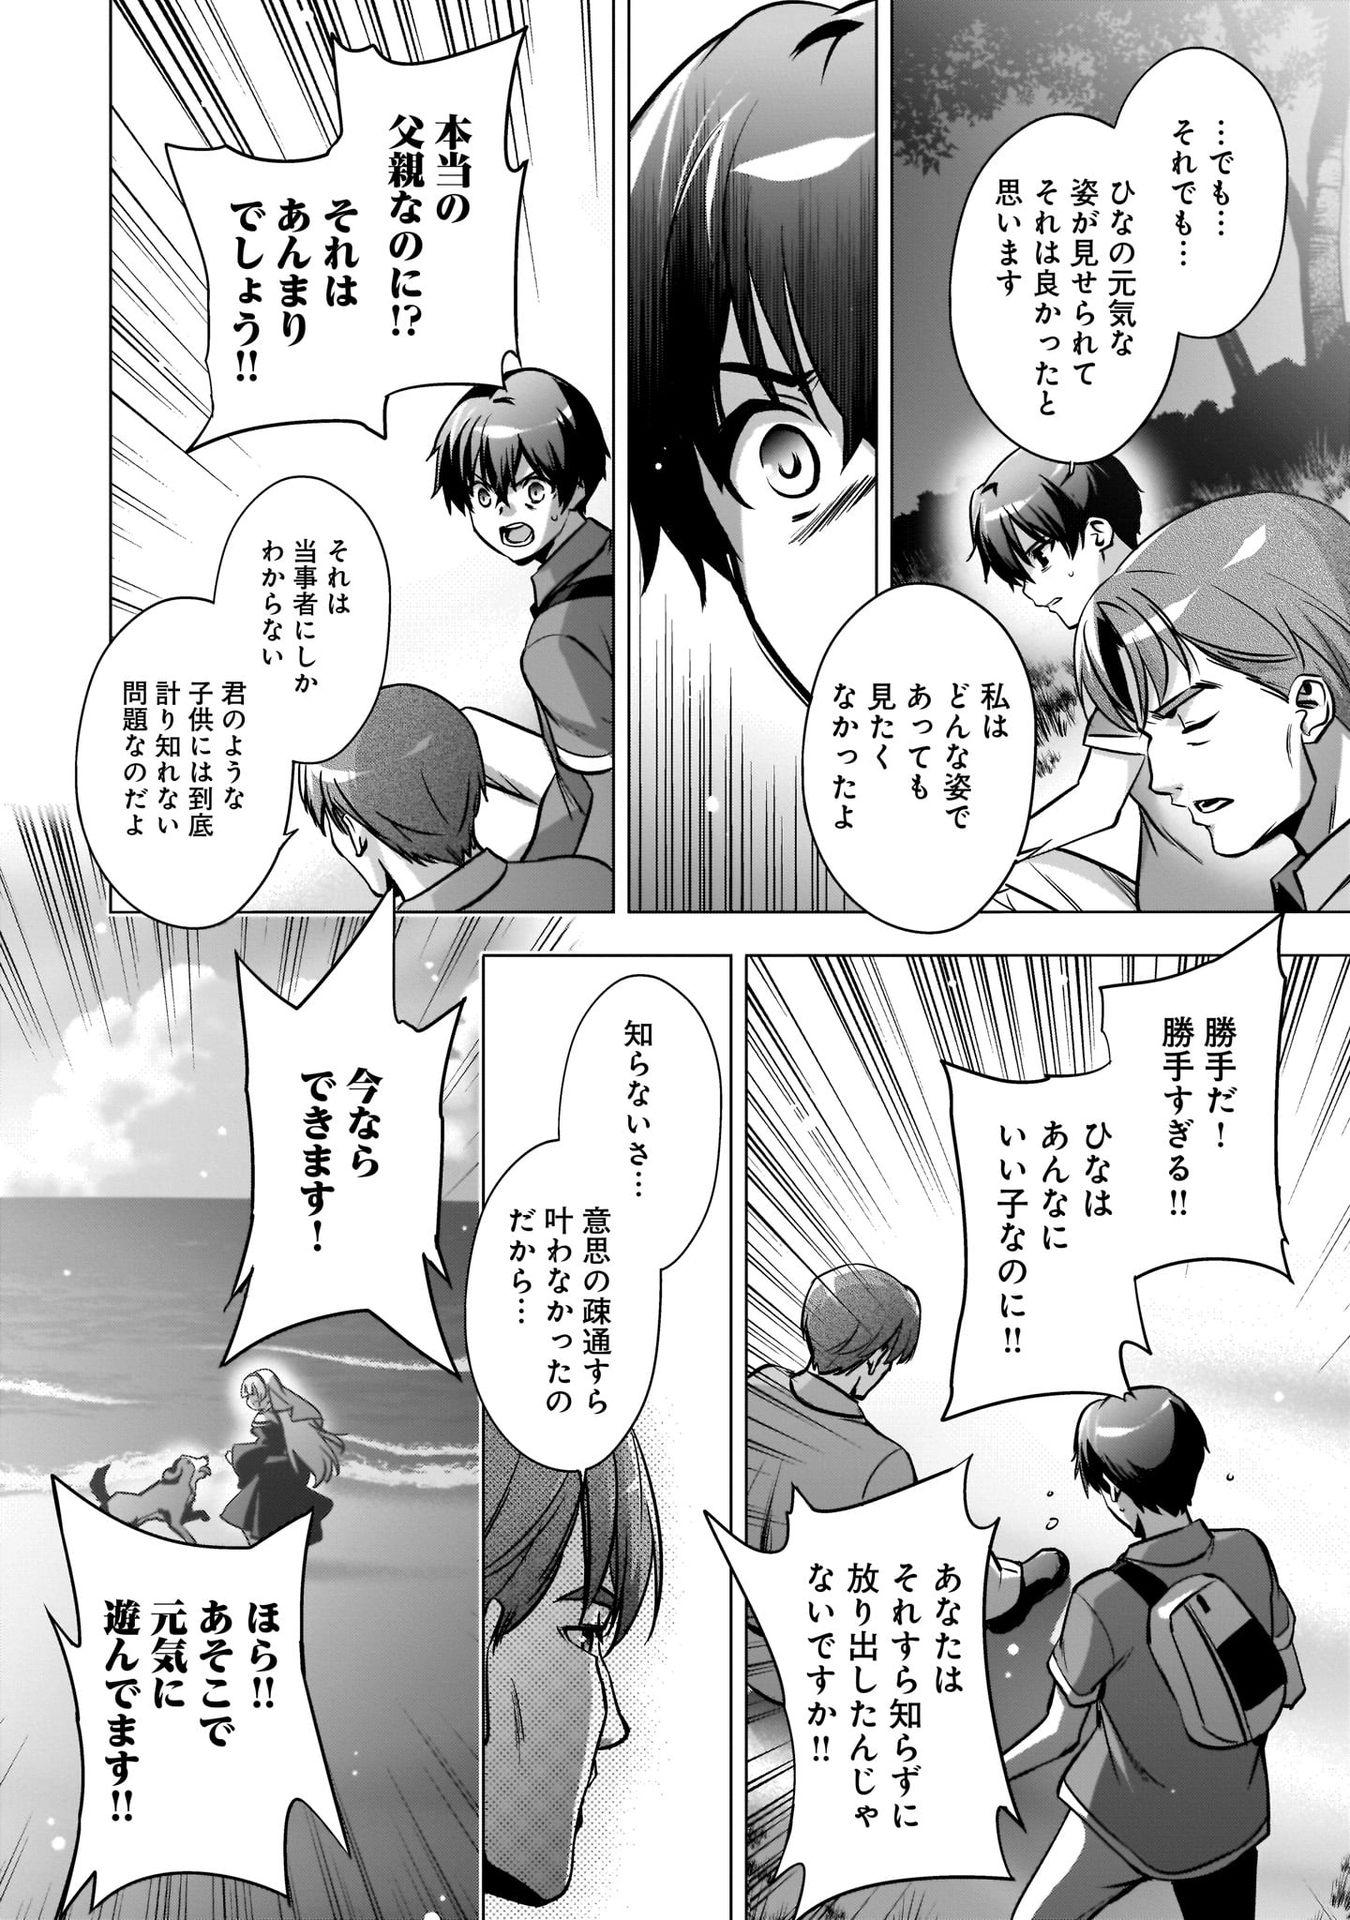 …でも…
それでも…
ひなの元気な
姿が見せられて
それは良かったと
思います
私は
どんな姿で
あっても
見たく
なかったよ
本当の
父親なのに!?
それは
あんまり
でしょう!!
それは
当事者にしか
わからない
君のような
子供には到底
計り知れない
問題なのだよ
勝手だ!
勝手すぎる!!
ひなは
あんなに
いい子なのに!!
あなたは
それすら知らずに
放り出したんじゃ
ないですか!!
知らないさ…
意思の疎通すら
叶わなかったの
だから…
今なら
できます!
ほら!!
あそこで
元気に
遊んでます!!